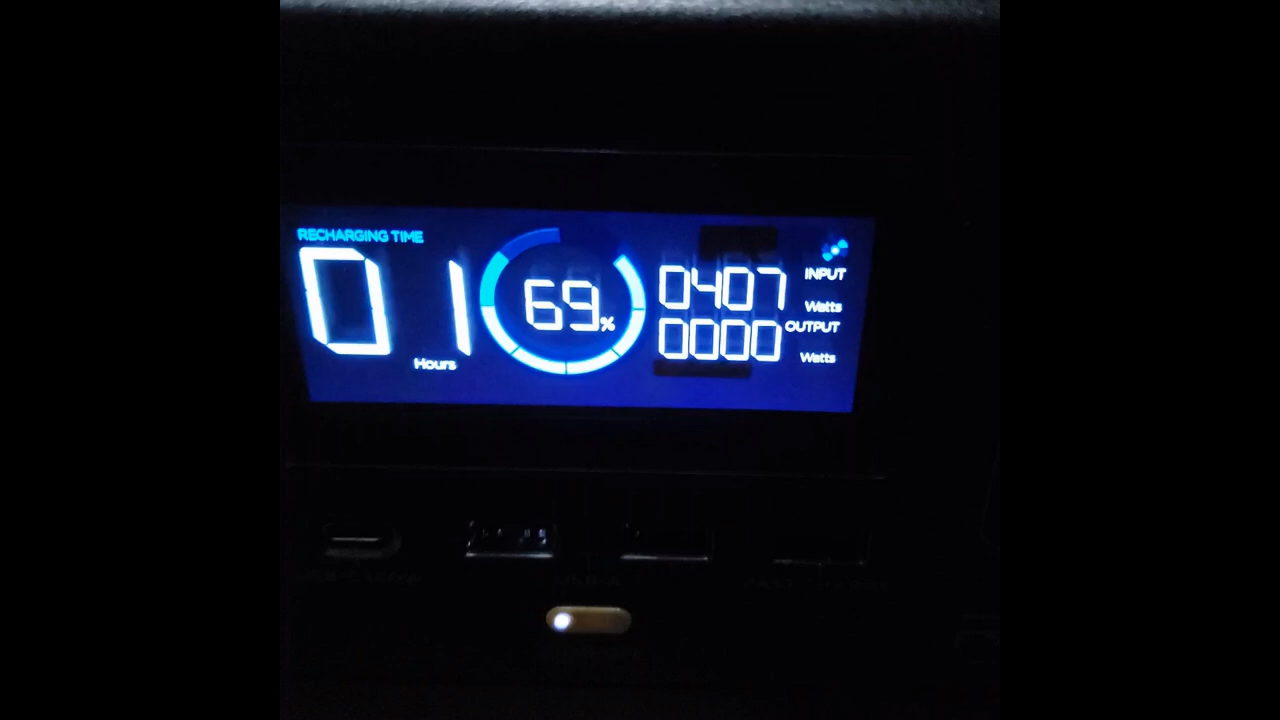 RECHARGING TIME
01
Hours
69%
0407 INPUT
Watts
0000 OUTPUT
Watts